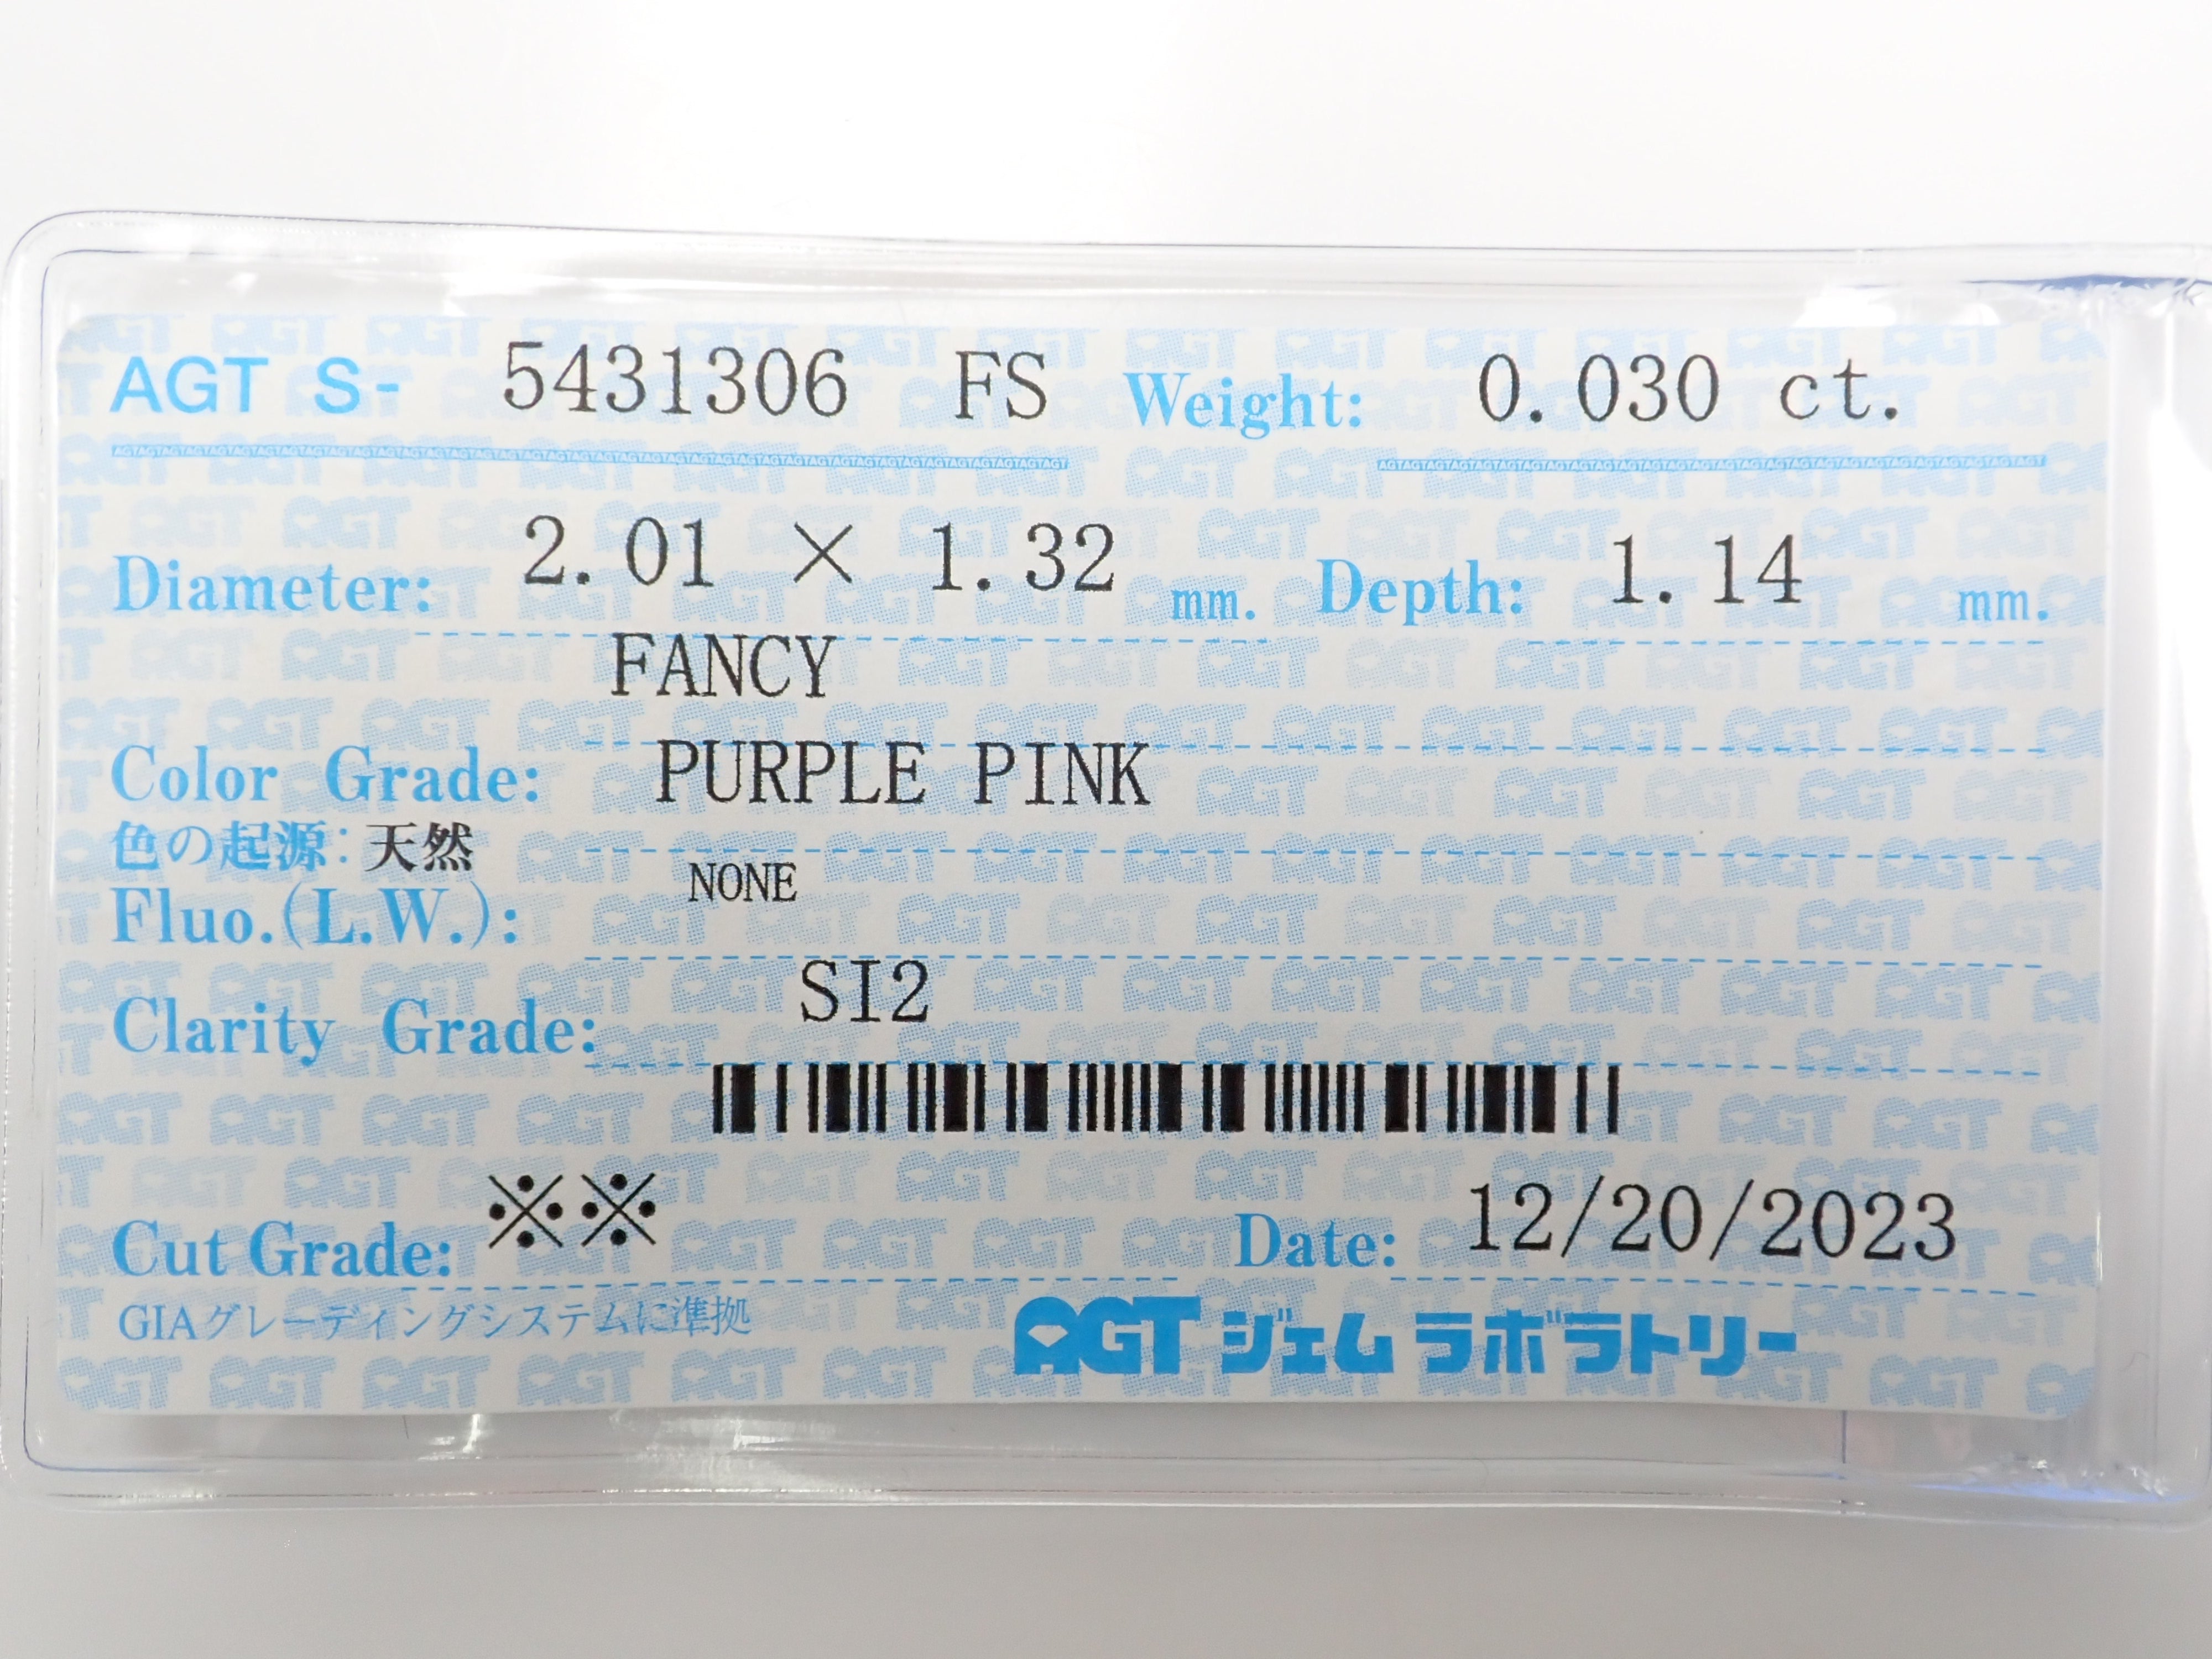 AGT S- 5431306 FS Weight: 0.030 ct.
Diameter: 2.01 × 1.32 mm. Depth: 1.14 mm.
FANCY
Color Grade: PURPLE PINK
色の起源: 天然
Fluo.(L.W.): NONE
Clarity Grade: SI2
Cut Grade: ※※ Date: 12/20/2023
GIAグレーディングシステムに準拠
AGT ジェム ラボラトリー